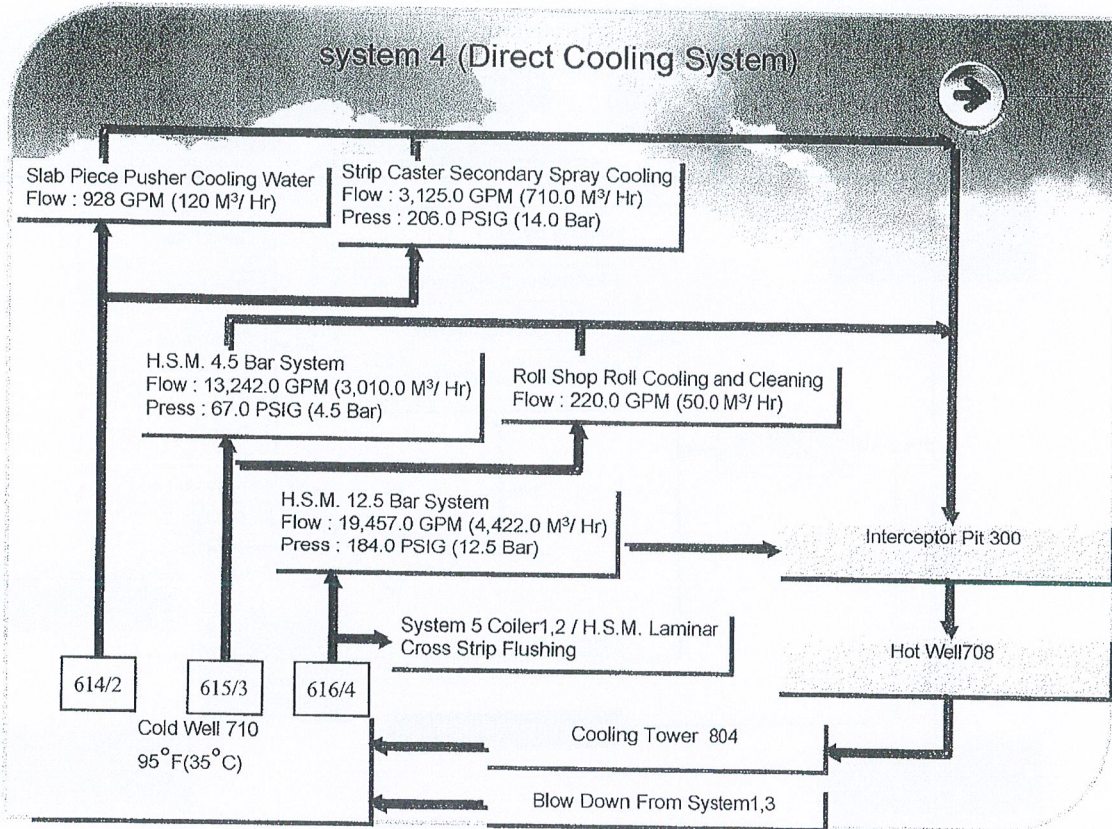 system 4 (Direct Cooling System)
Slab Piece Pusher Cooling Water
Flow : 928 GPM (120 M³/ Hr)
Strip Caster Secondary Spray Cooling
Flow : 3,125.0 GPM (710.0 M³/ Hr)
Press : 206.0 PSIG (14.0 Bar)
H.S.M. 4.5 Bar System
Flow : 13,242.0 GPM (3,010.0 M³/ Hr)
Press : 67.0 PSIG (4.5 Bar)
Roll Shop Roll Cooling and Cleaning
Flow : 220.0 GPM (50.0 M³/ Hr)
H.S.M. 12.5 Bar System
Flow : 19,457.0 GPM (4,422.0 M³/ Hr)
Press : 184.0 PSIG (12.5 Bar)
Interceptor Pit 300
System 5 Coiler1,2 / H.S.M. Laminar
Cross Strip Flushing
Hot Well708
614/2
615/3
616/4
Cold Well 710
95°F(35°C)
Cooling Tower 804
Blow Down From System1,3